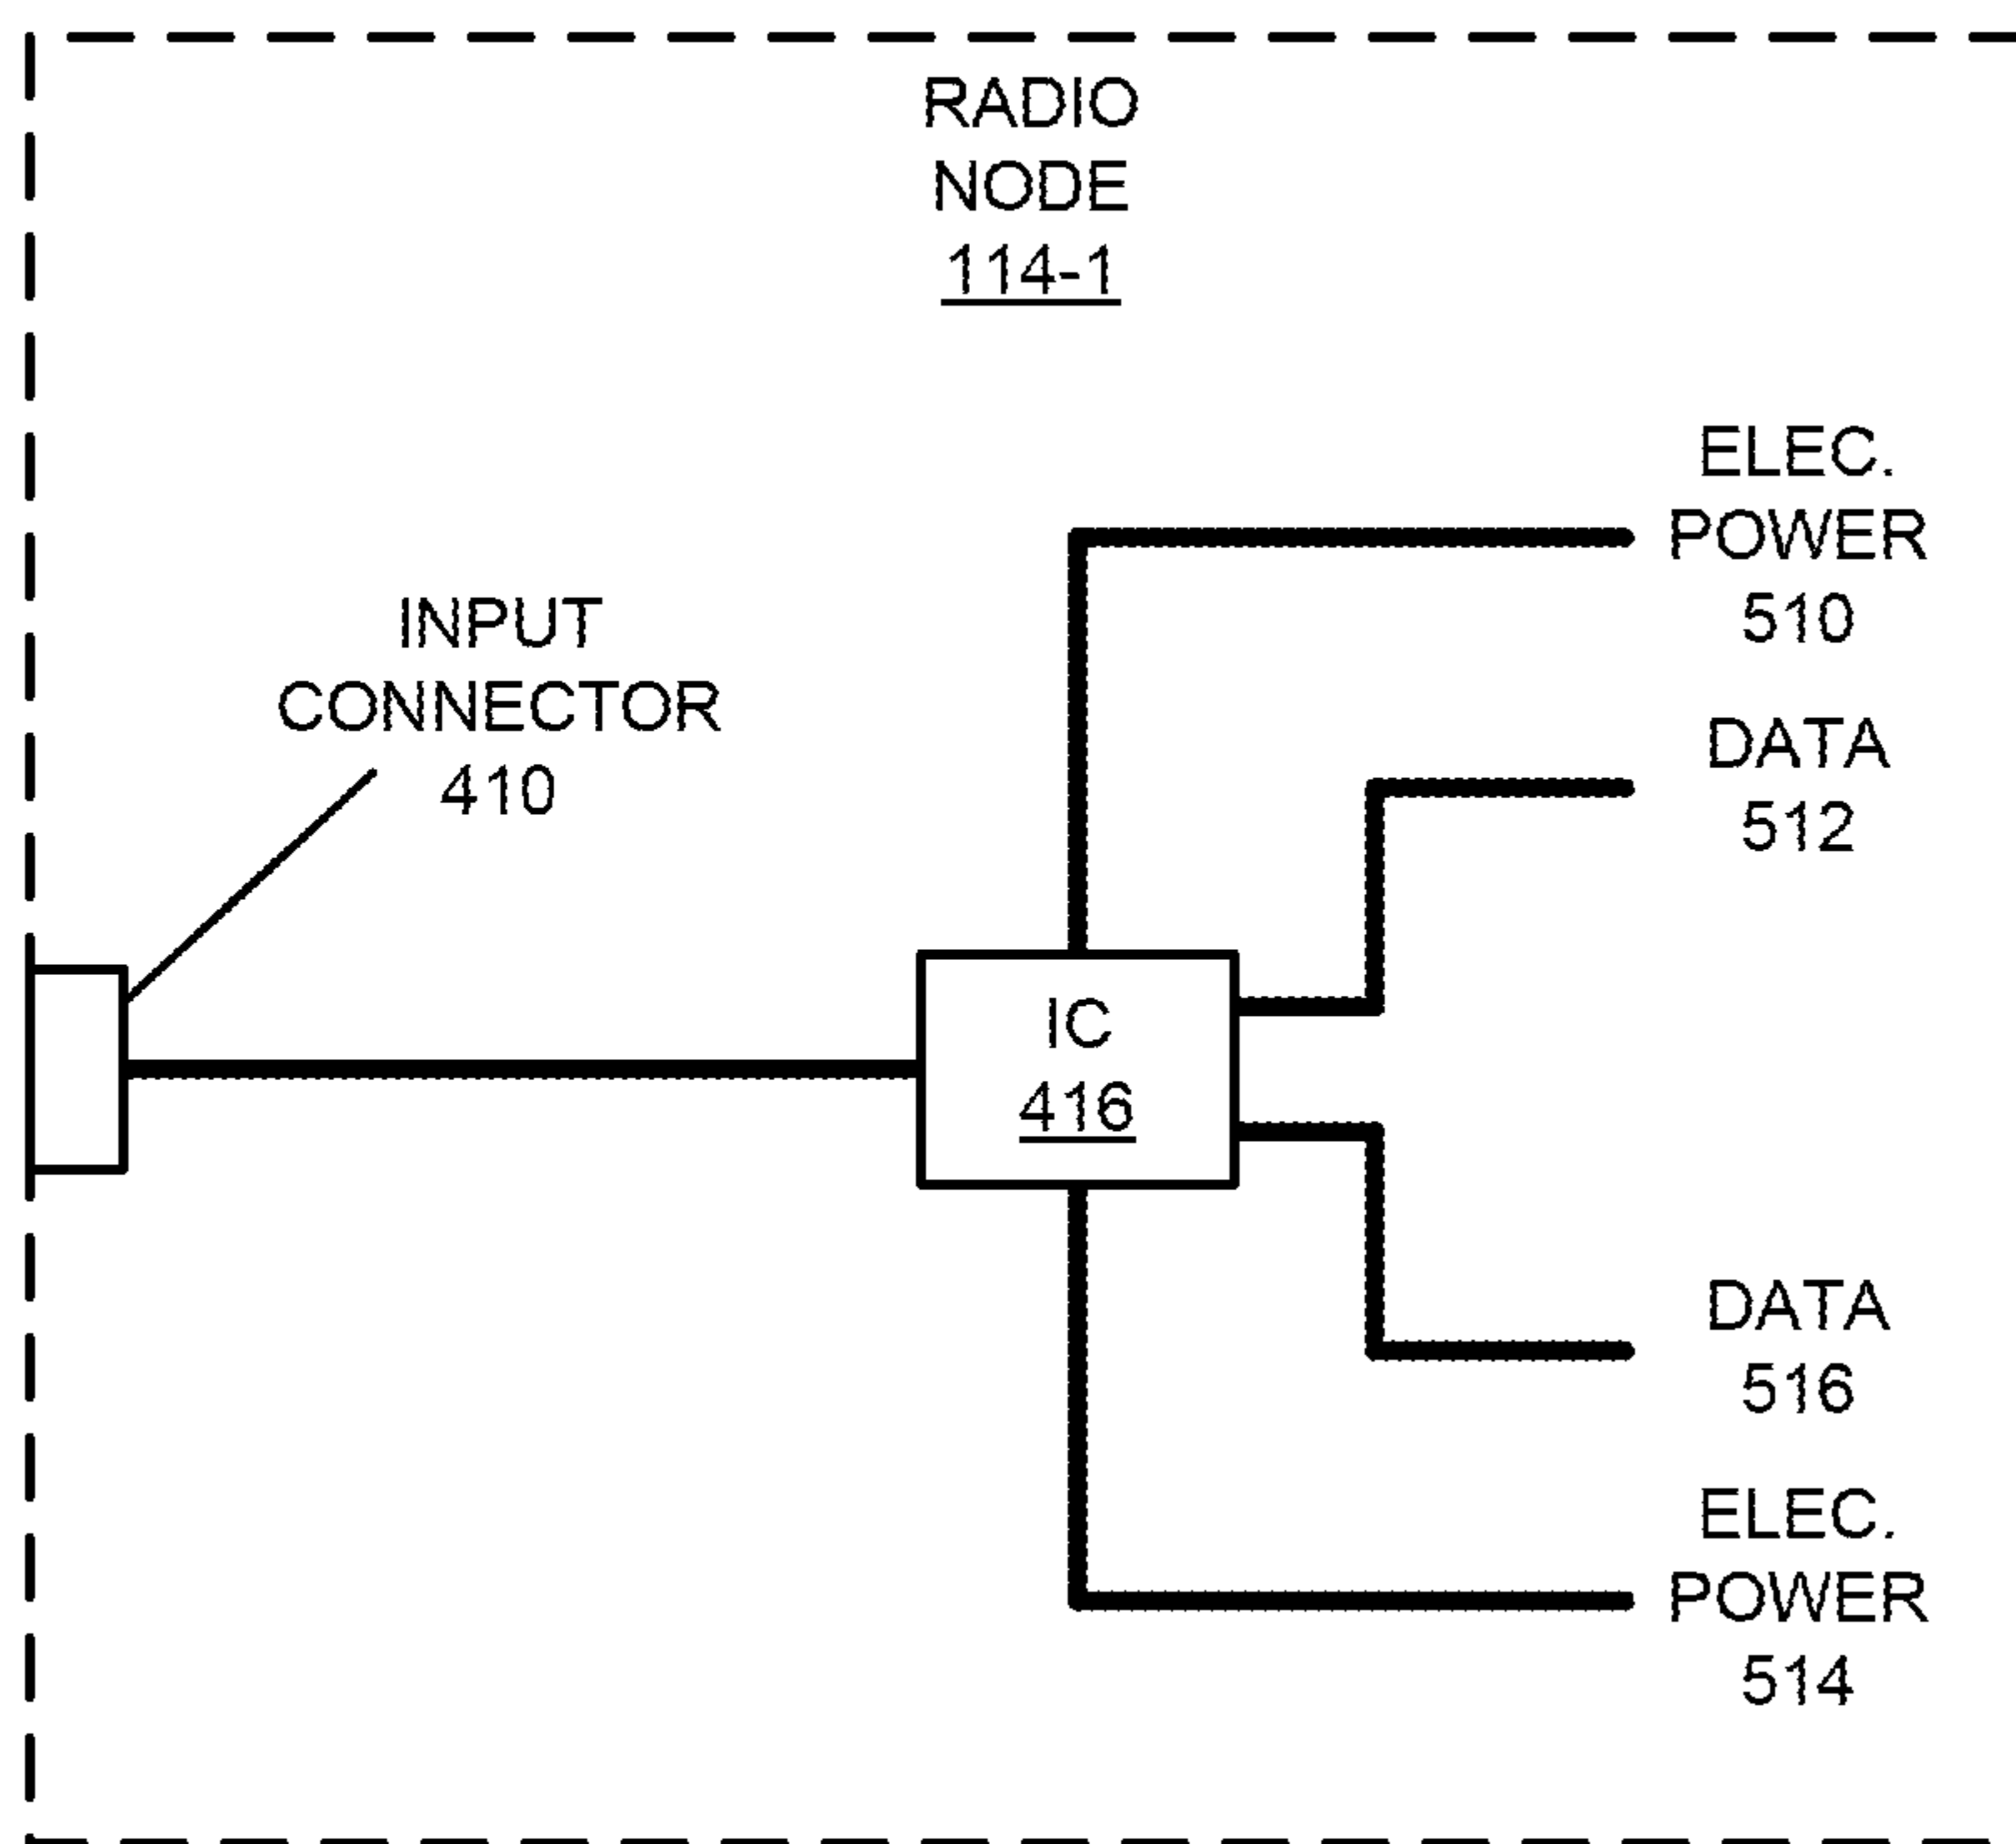 RADIO
NODE
114-1
ELEC.
POWER
510
INPUT
CONNECTOR
410
DATA
512
IC
416
DATA
516
ELEC.
POWER
514